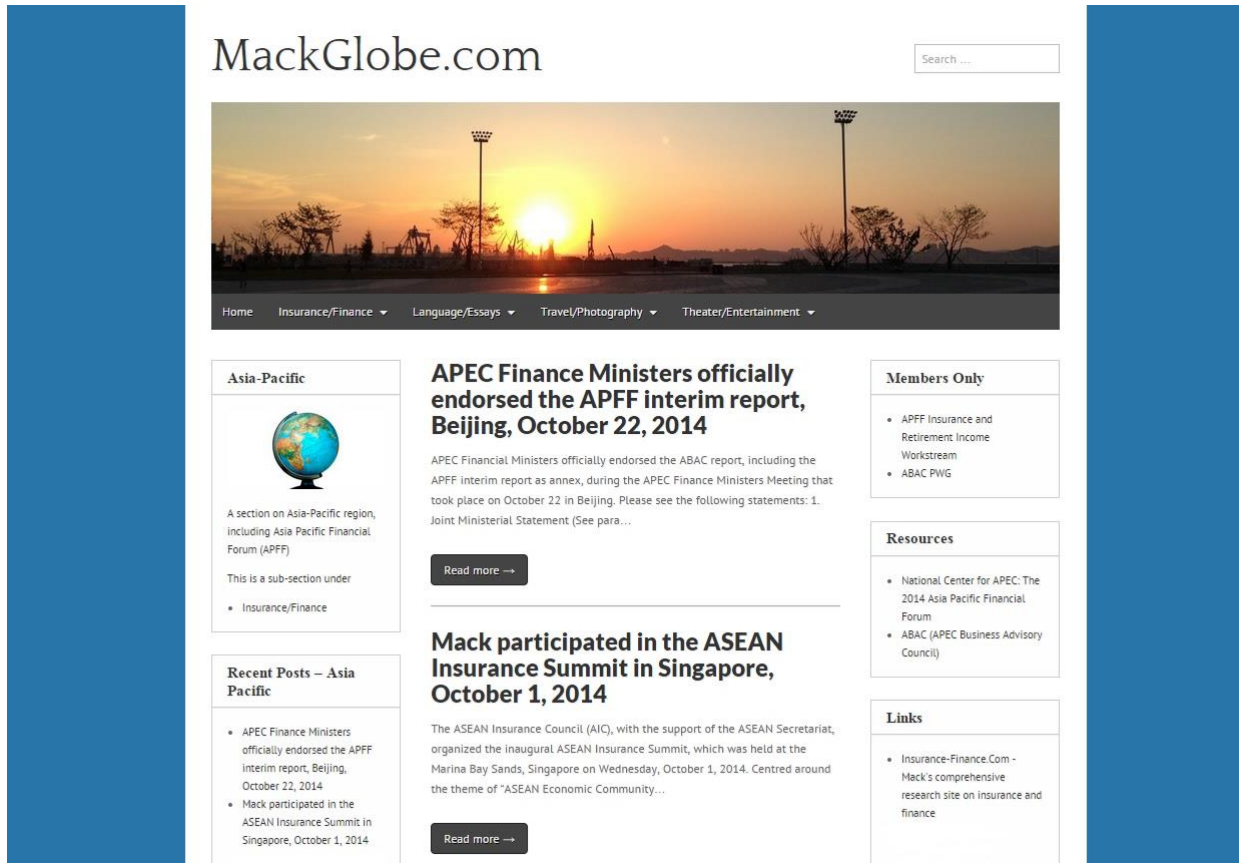 MackGlobe.com
Search ...
Home Insurance/Finance Language/Essays Travel/Photography Theater/Entertainment
Asia-Pacific
A section on Asia-Pacific region,
including Asia Pacific Financial
Forum (APFF)
This is a sub-section under
Insurance/Finance
Recent Posts – Asia
Pacific
APEC Finance Ministers
officially endorsed the APFF
interim report, Beijing,
October 22, 2014
Mack participated in the
ASEAN Insurance Summit in
Singapore, October 1, 2014
APEC Finance Ministers officially
endorsed the APFF interim report,
Beijing, October 22, 2014
APEC Financial Ministers officially endorsed the ABAC report, including the
APFF interim report as annex, during the APEC Finance Ministers Meeting that
took place on October 22 in Beijing. Please see the following statements: 1.
Joint Ministerial Statement (See para...
Read more →
Mack participated in the ASEAN
Insurance Summit in Singapore,
October 1, 2014
The ASEAN Insurance Council (AIC), with the support of the ASEAN Secretariat,
organized the inaugural ASEAN Insurance Summit, which was held at the
Marina Bay Sands, Singapore on Wednesday, October 1, 2014. Centred around
the theme of "ASEAN Economic Community...
Read more →
Members Only
APFF Insurance and
Retirement Income
Workstream
ABAC PWG
Resources
National Center for APEC: The
2014 Asia Pacific Financial
Forum
ABAC (APEC Business Advisory
Council)
Links
Insurance-Finance.Com -
Mack's comprehensive
research site on insurance and
finance